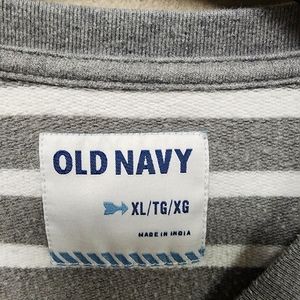 OLD NAVY
XL/TG/XG
MADE IN INDIA